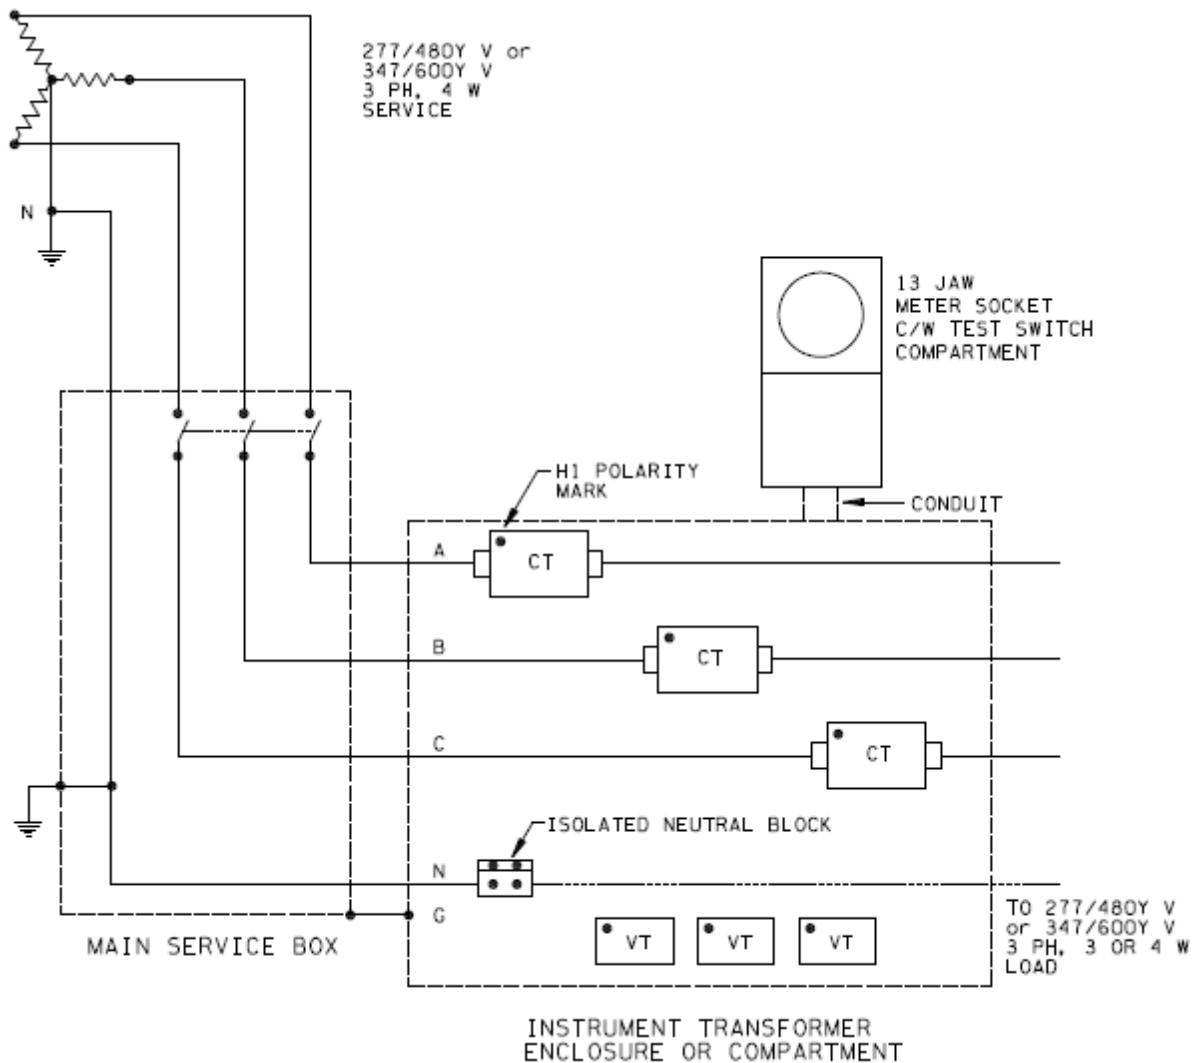 277/480Y V or
347/600Y V
3 PH, 4 W
SERVICE
N
13 JAW
METER SOCKET
C/W TEST SWITCH
COMPARTMENT
H1 POLARITY
MARK
CONDUIT
A
CT
B
CT
C
CT
ISOLATED NEUTRAL BLOCK
N
G
MAIN SERVICE BOX
VT
VT
VT
TO 277/480Y V
or 347/600Y V
3 PH, 3 OR 4 W
LOAD
INSTRUMENT TRANSFORMER
ENCLOSURE OR COMPARTMENT